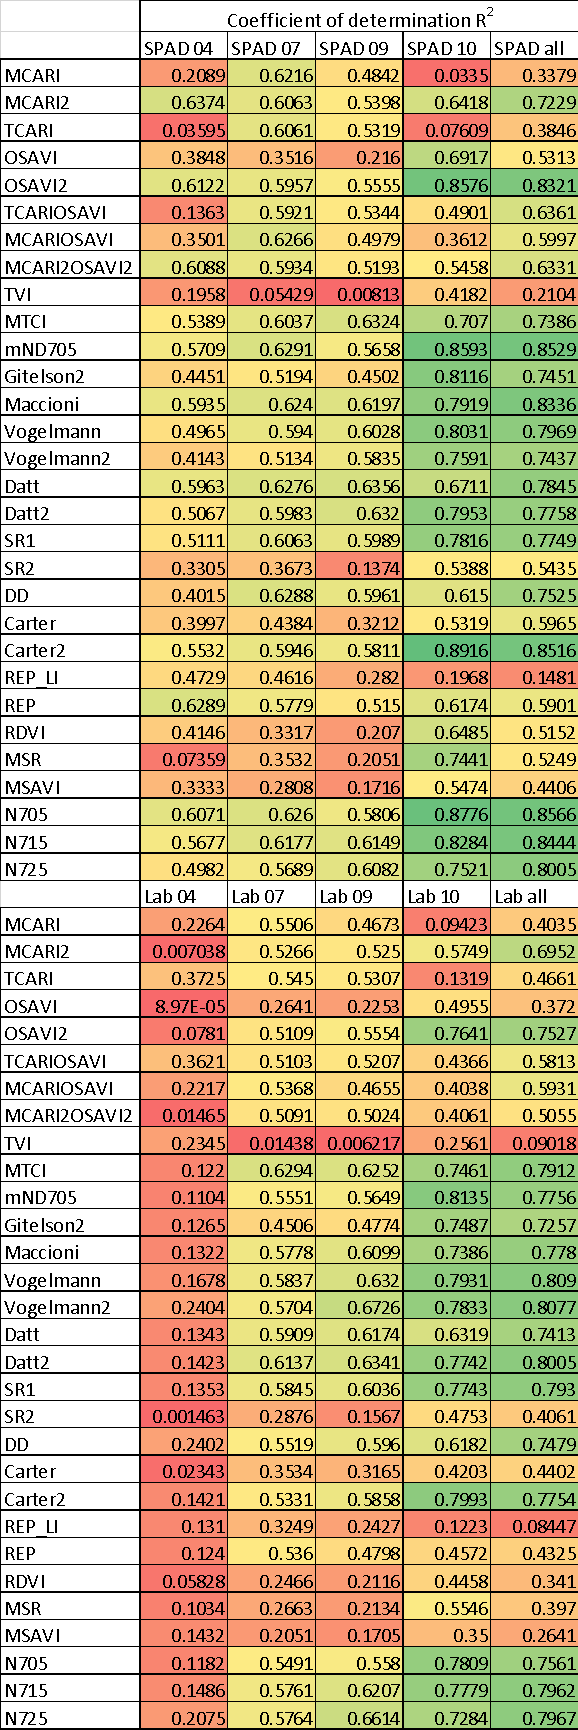 Coefficient of determination R²
SPAD 04 SPAD 07 SPAD 09 SPAD 10 SPAD all
MCARI 0.2089 0.6216 0.4842 0.0335 0.3379
MCARI2 0.6374 0.6063 0.5398 0.6418 0.7229
TCARI 0.03595 0.6061 0.5319 0.07609 0.3846
OSAVI 0.3848 0.3516 0.216 0.6917 0.5313
OSAVI2 0.6122 0.5957 0.5555 0.8576 0.8321
TCARIOSAVI 0.1363 0.5921 0.5344 0.4901 0.6361
MCARIOSAVI 0.3501 0.6266 0.4979 0.3612 0.5997
MCARI2OSAVI2 0.6088 0.5934 0.5193 0.5458 0.6331
TVI 0.1958 0.05429 0.00813 0.4182 0.2104
MTCI 0.5389 0.6037 0.6324 0.707 0.7386
mND705 0.5709 0.6291 0.5658 0.8593 0.8529
Gitelson2 0.4451 0.5194 0.4502 0.8116 0.7451
Maccioni 0.5935 0.624 0.6197 0.7919 0.8336
Vogelmann 0.4965 0.594 0.6028 0.8031 0.7969
Vogelmann2 0.4143 0.5134 0.5835 0.7591 0.7437
Datt 0.5963 0.6276 0.6356 0.6711 0.7845
Datt2 0.5067 0.5983 0.632 0.7953 0.7758
SR1 0.5111 0.6063 0.5989 0.7816 0.7749
SR2 0.3305 0.3673 0.1374 0.5388 0.5435
DD 0.4015 0.6288 0.5961 0.615 0.7525
Carter 0.3997 0.4384 0.3212 0.5319 0.5965
Carter2 0.5532 0.5946 0.5811 0.8916 0.8516
REP_LI 0.4729 0.4616 0.282 0.1968 0.1481
REP 0.6289 0.5779 0.515 0.6174 0.5901
RDVI 0.4146 0.3317 0.207 0.6485 0.5152
MSR 0.07359 0.3532 0.2051 0.7441 0.5249
MSAVI 0.3333 0.2808 0.1716 0.5474 0.4406
N705 0.6071 0.626 0.5806 0.8776 0.8566
N715 0.5677 0.6177 0.6149 0.8284 0.8444
N725 0.4982 0.5689 0.6082 0.7521 0.8005
Lab 04 Lab 07 Lab 09 Lab 10 Lab all
MCARI 0.2264 0.5506 0.4673 0.09423 0.4035
MCARI2 0.007038 0.5266 0.525 0.5749 0.6952
TCARI 0.3725 0.545 0.5307 0.1319 0.4661
OSAVI 8.97E-05 0.2641 0.2253 0.4955 0.372
OSAVI2 0.0781 0.5109 0.5554 0.7641 0.7527
TCARIOSAVI 0.3621 0.5103 0.5207 0.4366 0.5813
MCARIOSAVI 0.2217 0.5368 0.4655 0.4038 0.5931
MCARI2OSAVI2 0.01465 0.5091 0.5024 0.4061 0.5055
TVI 0.2345 0.01438 0.006217 0.2561 0.09018
MTCI 0.122 0.6294 0.6252 0.7461 0.7912
mND705 0.1104 0.5551 0.5649 0.8135 0.7756
Gitelson2 0.1265 0.4506 0.4774 0.7487 0.7257
Maccioni 0.1322 0.5778 0.6099 0.7386 0.778
Vogelmann 0.1678 0.5837 0.632 0.7931 0.809
Vogelmann2 0.2404 0.5704 0.6726 0.7833 0.8077
Datt 0.1343 0.5909 0.6174 0.6319 0.7413
Datt2 0.1423 0.6137 0.6341 0.7742 0.8005
SR1 0.1353 0.5845 0.6036 0.7743 0.793
SR2 0.001463 0.2876 0.1567 0.4753 0.4061
DD 0.2402 0.5519 0.596 0.6182 0.7479
Carter 0.02343 0.3534 0.3165 0.4203 0.4402
Carter2 0.1421 0.5331 0.5858 0.7993 0.7754
REP_LI 0.131 0.3249 0.2427 0.1223 0.08447
REP 0.124 0.536 0.4798 0.4572 0.4325
RDVI 0.05828 0.2466 0.2116 0.4458 0.341
MSR 0.1034 0.2663 0.2134 0.5546 0.397
MSAVI 0.1432 0.2051 0.1705 0.35 0.2641
N705 0.1182 0.5491 0.558 0.7809 0.7561
N715 0.1486 0.5761 0.6207 0.7779 0.7962
N725 0.2075 0.5764 0.6614 0.7284 0.7967